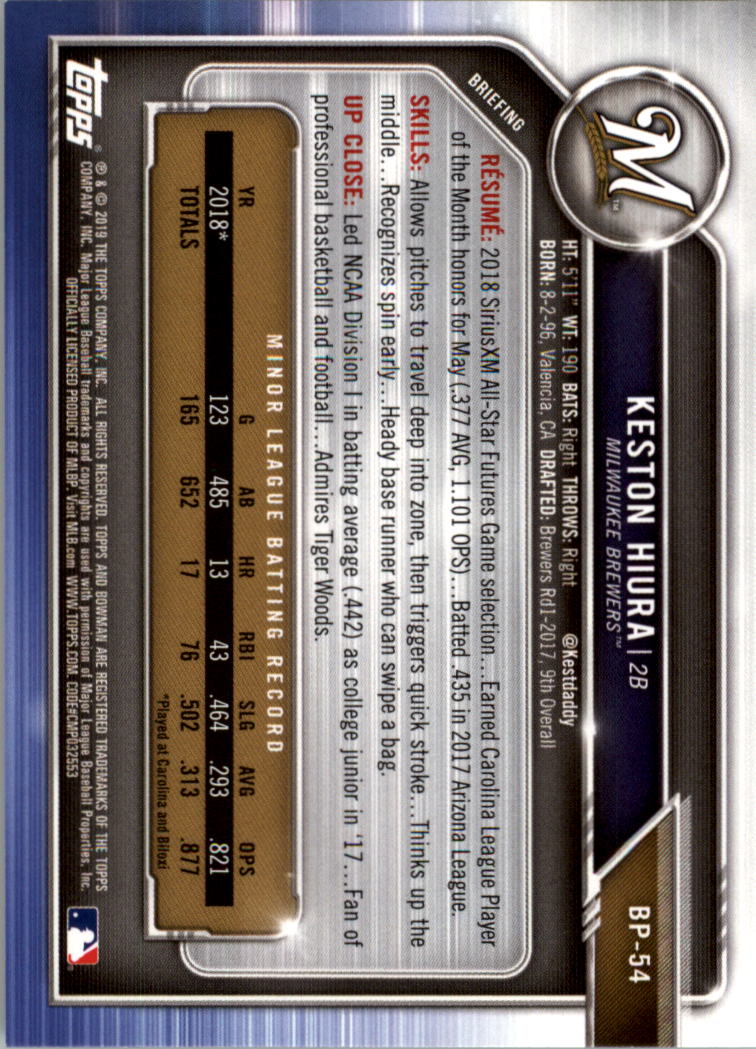 M™
KESTON HIURA | 2B
MILWAUKEE BREWERS™
BP-54
HT: 5'11" WT: 190 BATS: Right THROWS: Right @Kestdaddy
BORN: 8-2-96, Valencia, CA DRAFTED: Brewers Rd1-2017, 9th Overall
BRIEFING
RÉSUMÉ: 2018 SiriusXM All-Star Futures Game selection...Earned Carolina League Player
of the Month honors for May (.377 AVG, 1.101 OPS)...Batted .435 in 2017 Arizona League.
SKILLS: Allows pitches to travel deep into zone, then triggers quick stroke...Thinks up the
middle...Recognizes spin early...Heady base runner who can swipe a bag.
UP CLOSE: Led NCAA Division I in batting average (.442) as college junior in '17...Fan of
professional basketball and football...Admires Tiger Woods.
MINOR LEAGUE BATTING RECORD
YR G AB HR RBI SLG AVG OPS
2018* 123 485 13 43 .464 .293 .821
TOTALS 165 652 17 76 .502 .313 .877
*Played at Carolina and Biloxi
topps®
℗ & © 2019 THE TOPPS COMPANY, INC. ALL RIGHTS RESERVED. TOPPS AND BOWMAN ARE REGISTERED TRADEMARKS OF THE TOPPS
COMPANY, INC. Major League Baseball trademarks and copyrights are used with permission of Major League Baseball Properties, Inc.
OFFICIALLY LICENSED PRODUCT OF MLBP. Visit MLB.com WWW.TOPPS.COM CODE#CMP032553